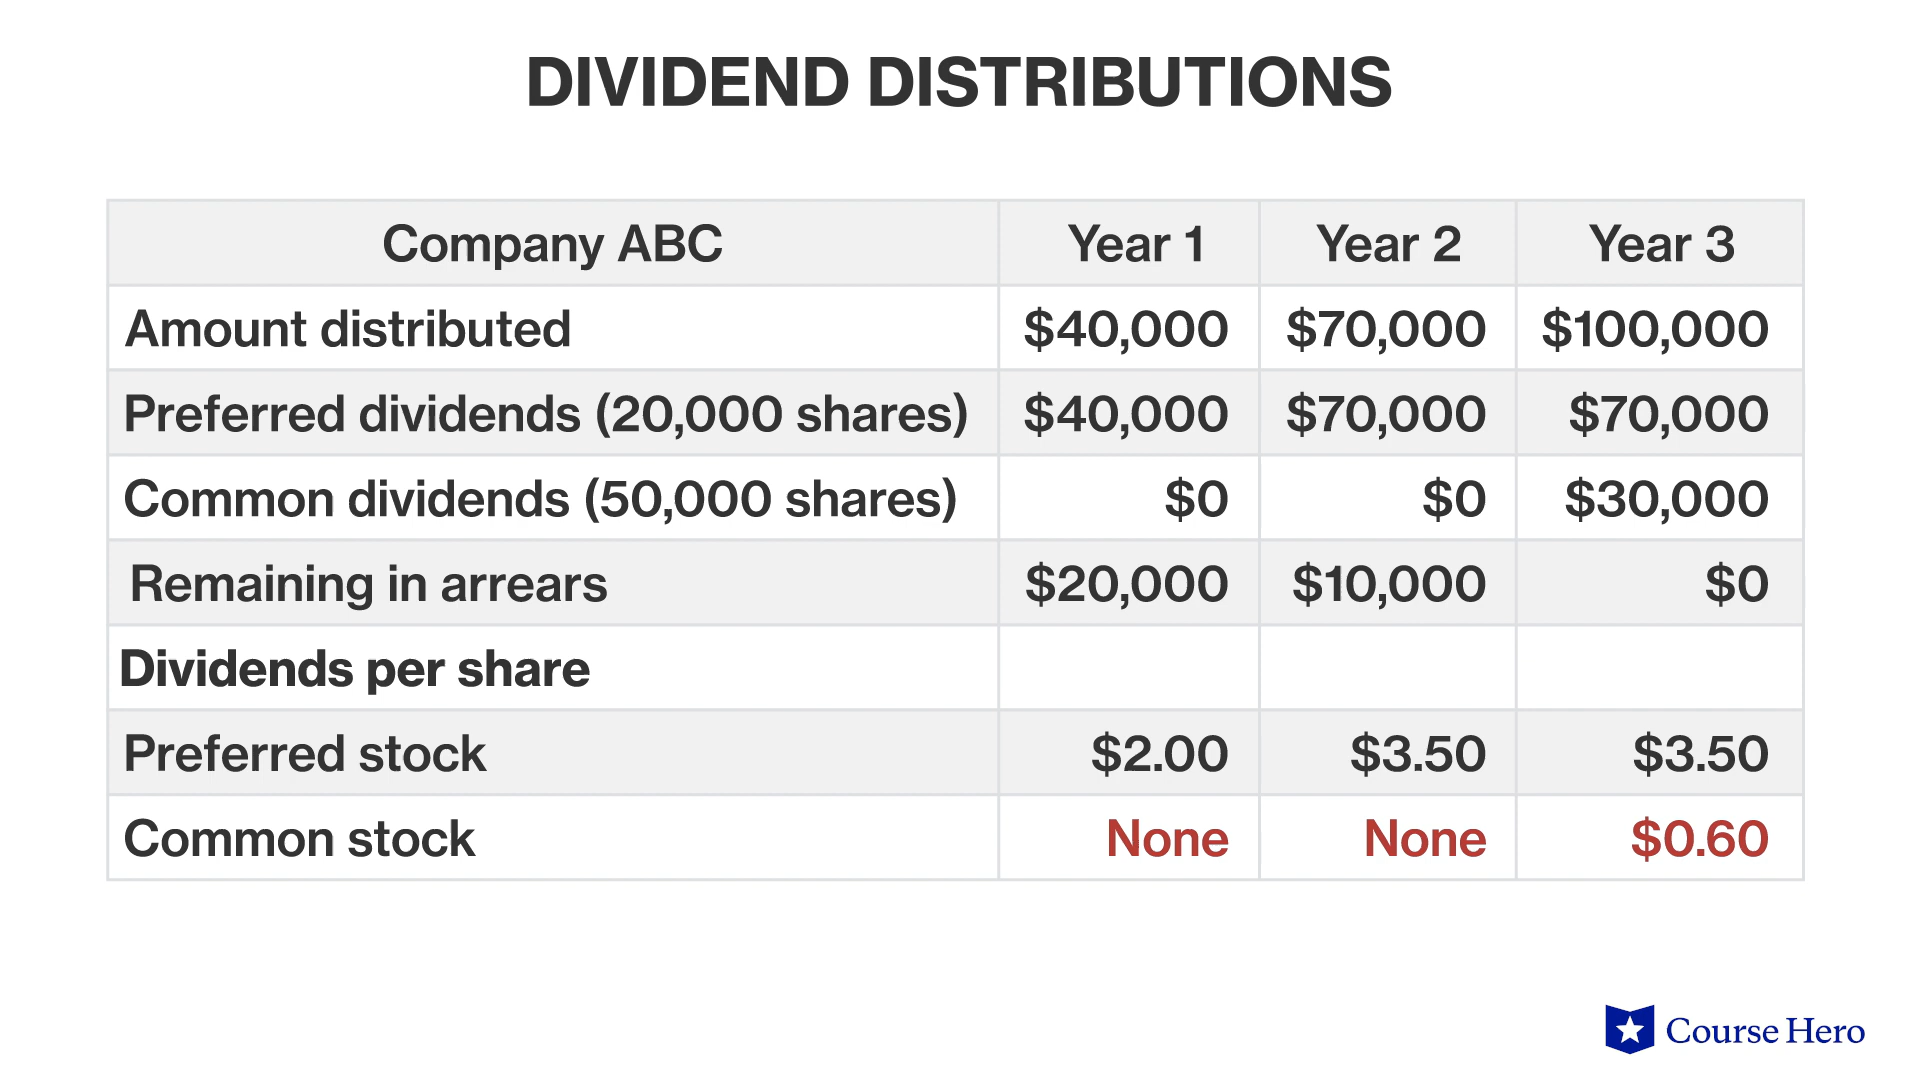 DIVIDEND DISTRIBUTIONS
Company ABC Year 1 Year 2 Year 3
Amount distributed $40,000 $70,000 $100,000
Preferred dividends (20,000 shares) $40,000 $70,000 $70,000
Common dividends (50,000 shares) $0 $0 $30,000
Remaining in arrears $20,000 $10,000 $0
Dividends per share
Preferred stock $2.00 $3.50 $3.50
Common stock None None $0.60
Course Hero